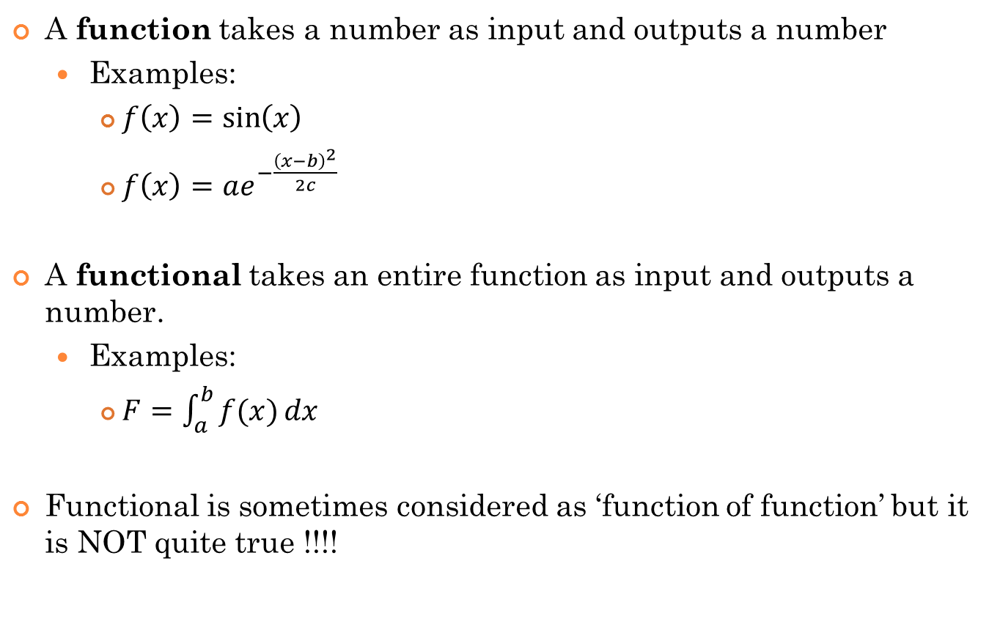 A function takes a number as input and outputs a number
Examples:
f(x) = sin(x)
f(x) = ae^{-\frac{(x-b)^2}{2c}}
A functional takes an entire function as input and outputs a
number.
Examples:
F = ∫_a^b f(x) dx
Functional is sometimes considered as ‘function of function’ but it
is NOT quite true !!!!